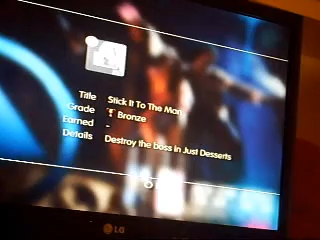 Title Stick It To The Man
Grade Bronze
Earned -
Details Destroy the boss in Just Desserts
LG